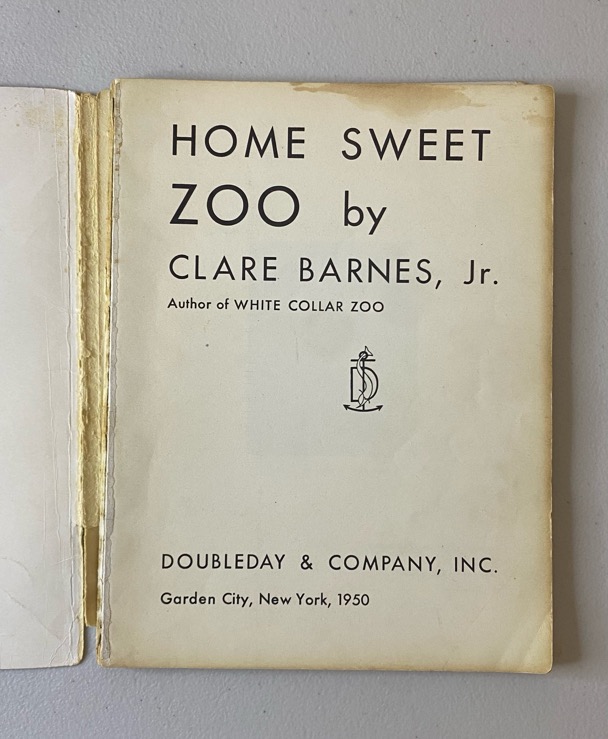 HOME SWEET
ZOO by
CLARE BARNES, Jr.
Author of WHITE COLLAR ZOO
DOUBLEDAY & COMPANY, INC.
Garden City, New York, 1950